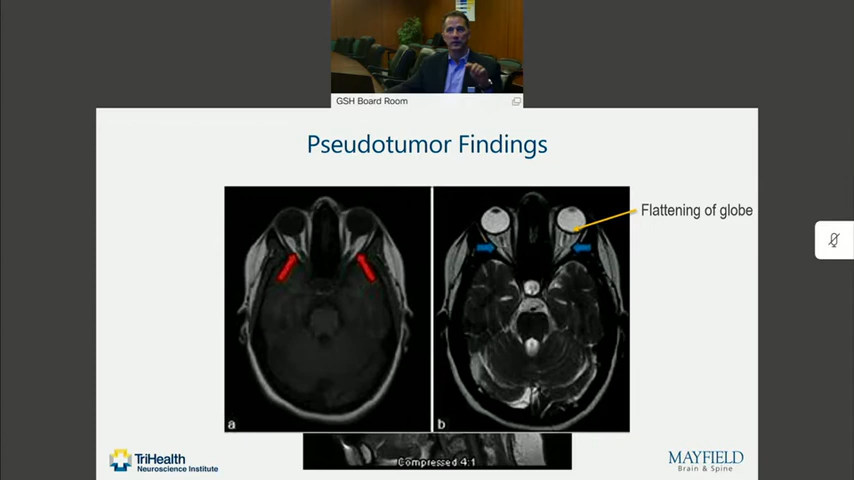 GSH Board Room
Pseudotumor Findings
Flattening of globe
a
b
Compressed 4:1
TriHealth
Neuroscience Institute
MAYFIELD
Brain & Spine